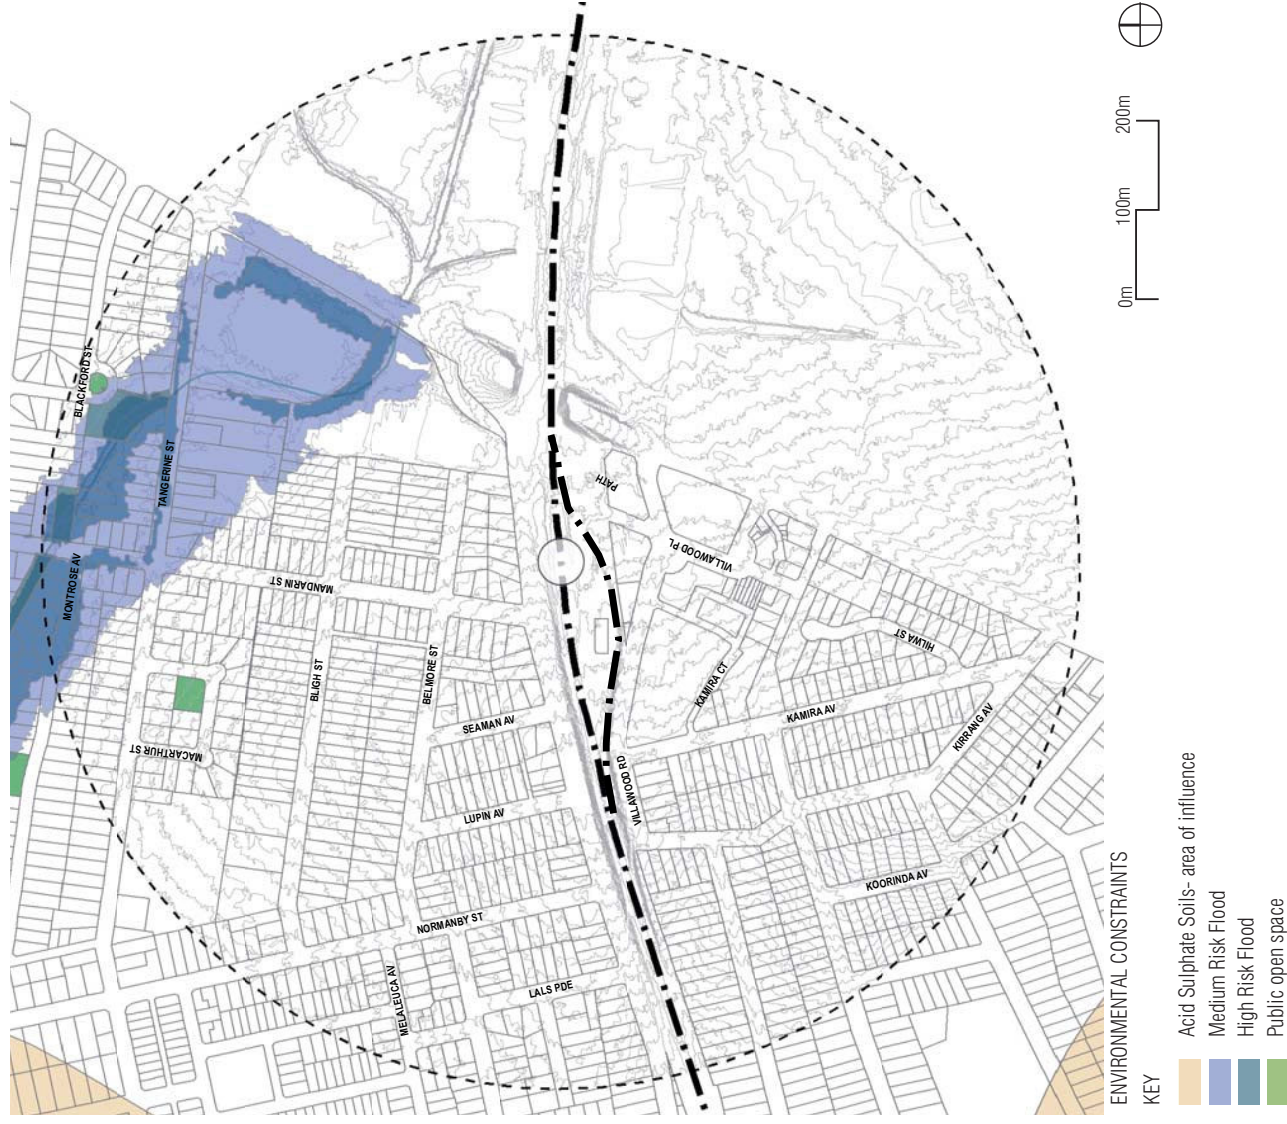 BLACKFORD ST
TANGERINE ST
MONTROSE AV
MANDARIN ST
BLIGH ST
BELMORE ST
MACARTHUR ST
SEAMAN AV
LUPIN AV
NORMANBY ST
MELALEUCA AV
LALS PDE
PATH
VILLAWOOD PL
HILWA ST
KAMIRA CT
KAMIRA AV
KIRRANG AV
VILLAWOOD RD
KOORINDA AV
0m
100m
200m
ENVIRONMENTAL CONSTRAINTS
KEY
Acid Sulphate Soils- area of influence
Medium Risk Flood
High Risk Flood
Public open space